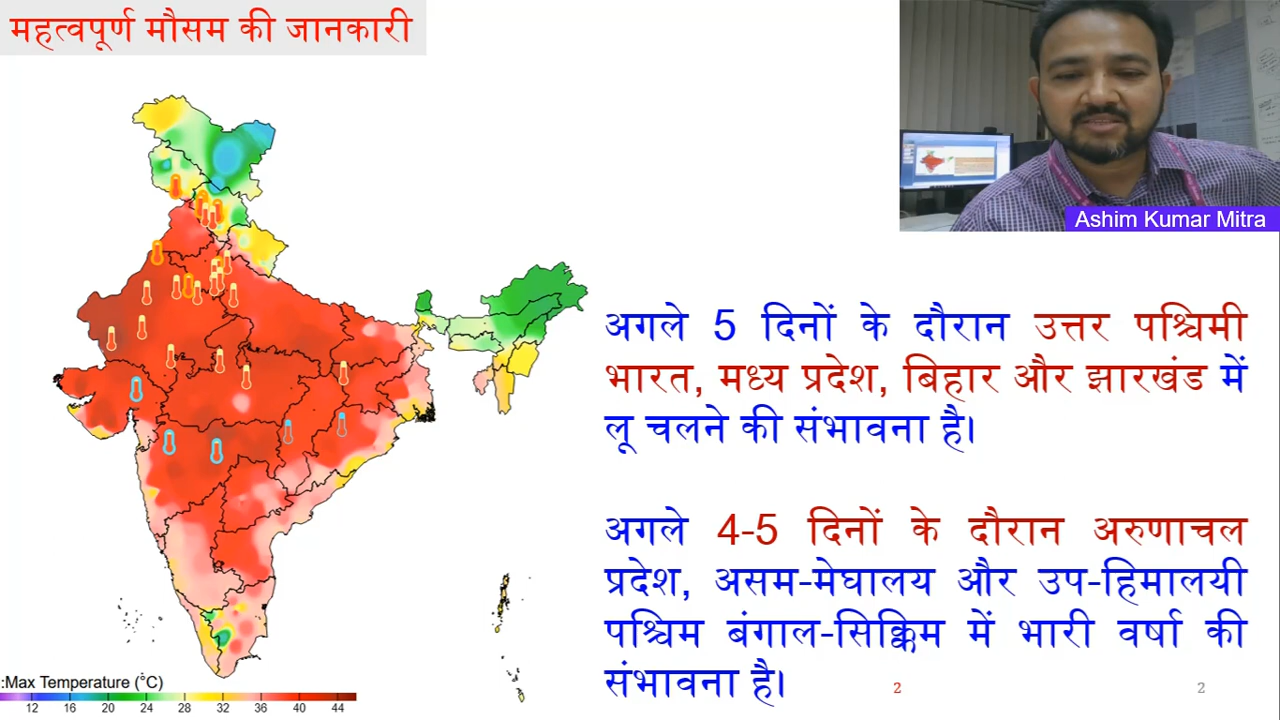 महत्वपूर्ण मौसम की जानकारी
Ashim Kumar Mitra
अगले 5 दिनों के दौरान उत्तर पश्चिमी
भारत, मध्य प्रदेश, बिहार और झारखंड में
लू चलने की संभावना है।
अगले 4-5 दिनों के दौरान अरुणाचल
प्रदेश, असम-मेघालय और उप-हिमालयी
पश्चिम बंगाल-सिक्किम में भारी वर्षा की
संभावना है।
:Max Temperature (°C)
12 16 20 24 28 32 36 40 44
2
2